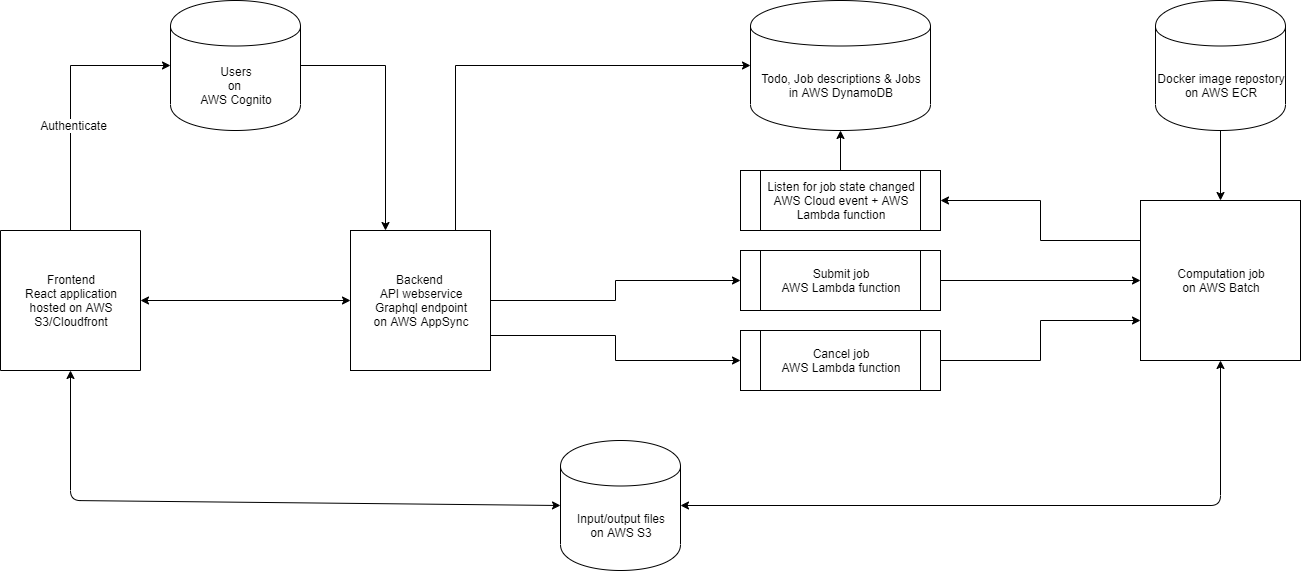 Users
on
AWS Cognito
Todo, Job descriptions & Jobs
in AWS DynamoDB
Docker image repostory
on AWS ECR
Authenticate
Listen for job state changed
AWS Cloud event + AWS
Lambda function
Frontend
React application
hosted on AWS
S3/Cloudfront
Backend
API webservice
Graphql endpoint
on AWS AppSync
Submit job
AWS Lambda function
Computation job
on AWS Batch
Cancel job
AWS Lambda function
Input/output files
on AWS S3